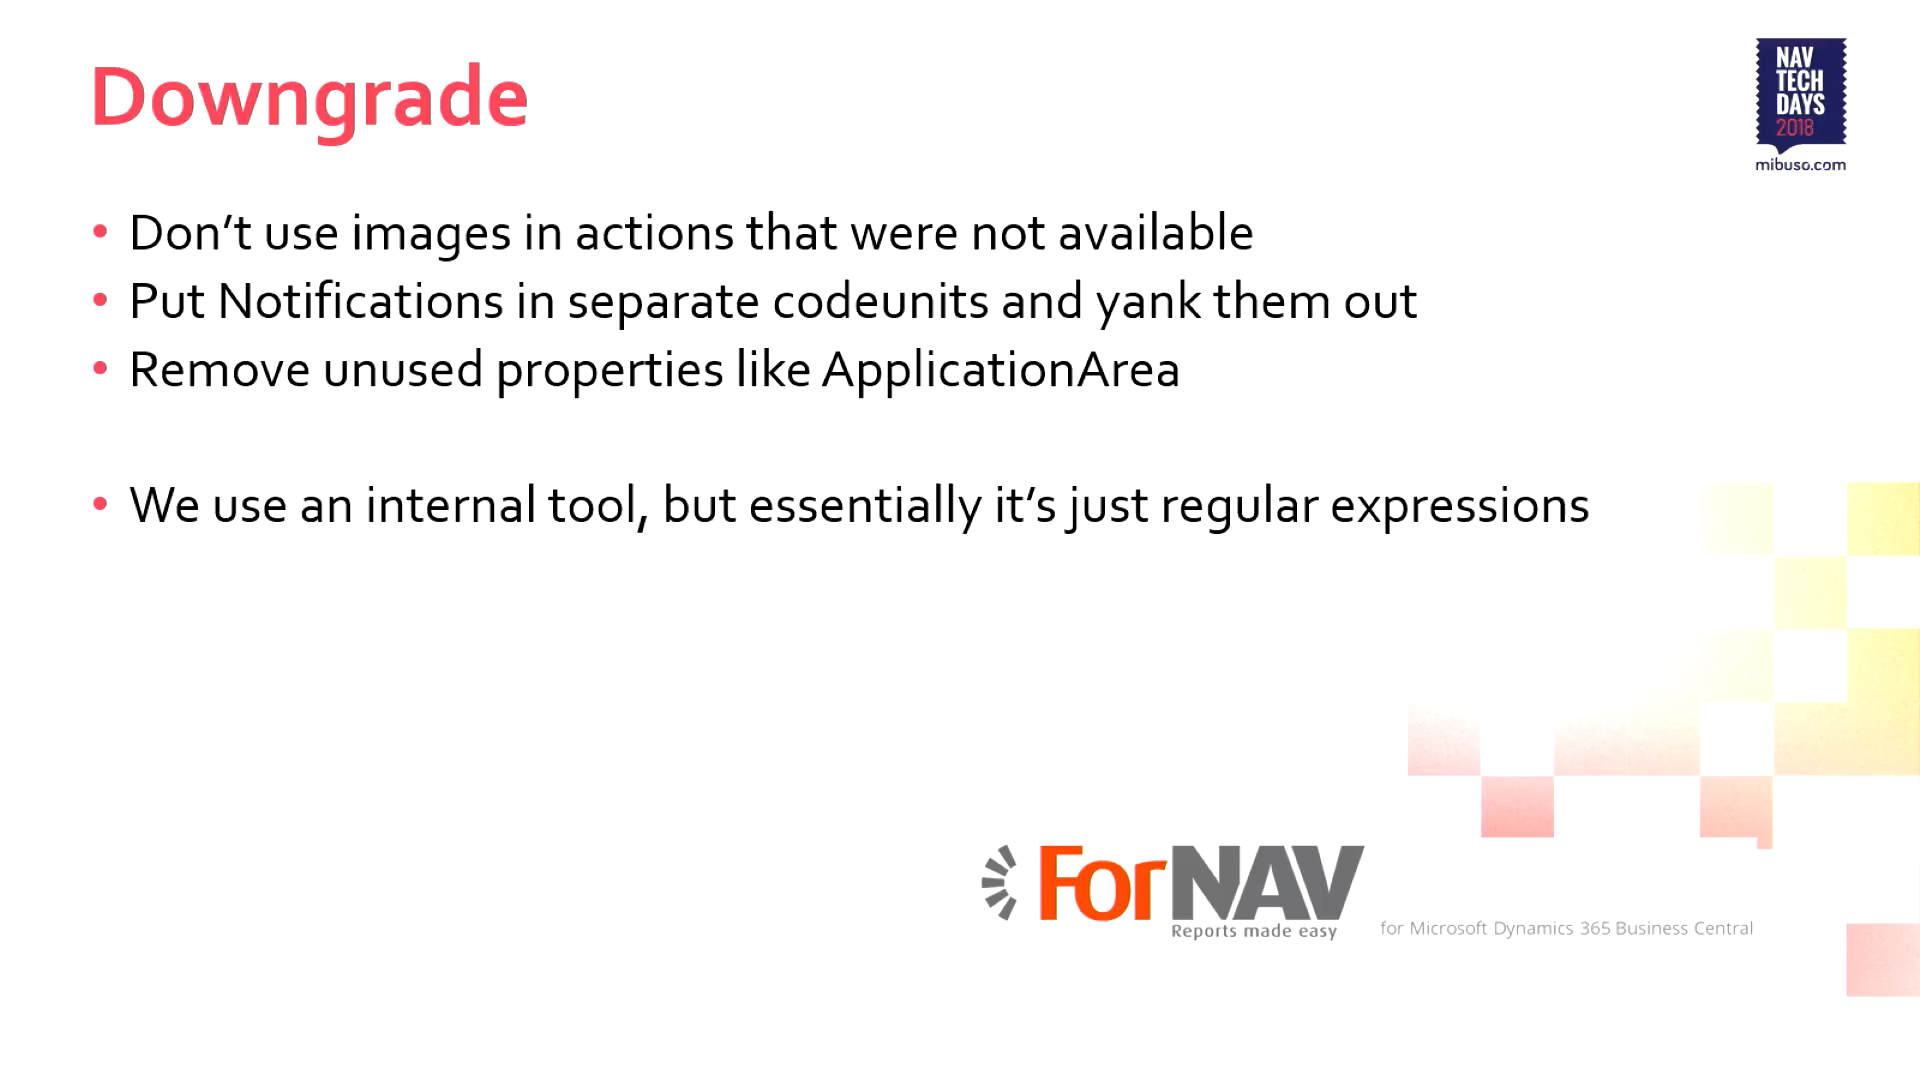 Downgrade
NAV
TECH
DAYS
2018
mibuso.com
• Don’t use images in actions that were not available
• Put Notifications in separate codeunits and yank them out
• Remove unused properties like ApplicationArea
• We use an internal tool, but essentially it’s just regular expressions
ForNAV
Reports made easy
for Microsoft Dynamics 365 Business Central